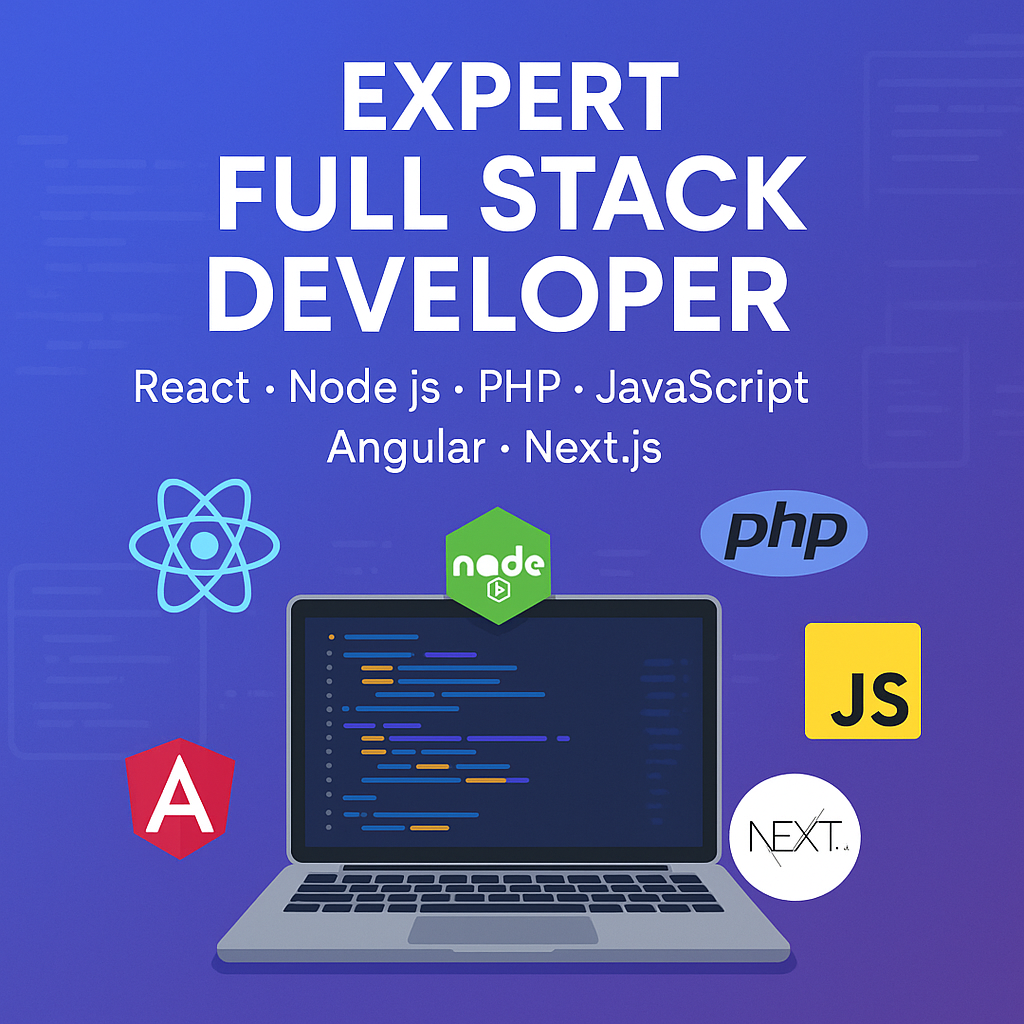 EXPERT
FULL STACK
DEVELOPER
React • Node js • PHP • JavaScript
Angular • Next.js
node
php
JS
A
NEXT.